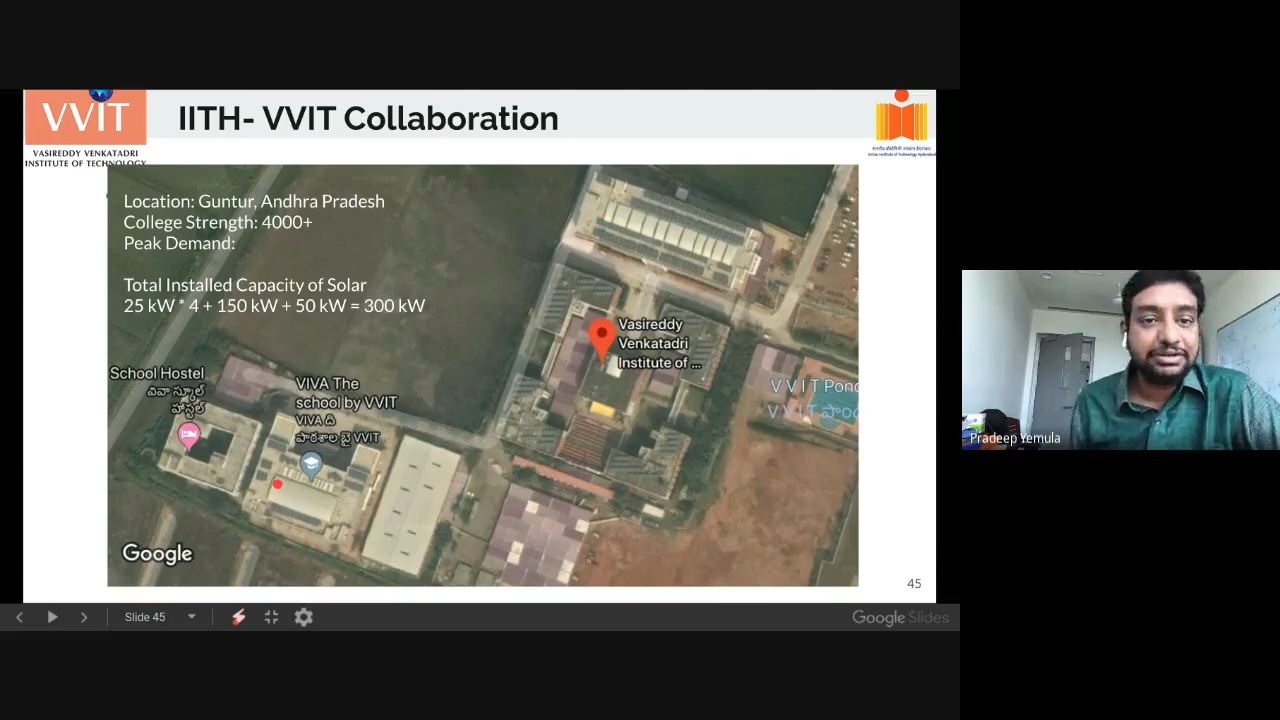 VVIT
VASIREDDY VENKATADRI
INSTITUTE OF TECHNOLOGY
IITH- VVIT Collaboration
Location: Guntur, Andhra Pradesh
College Strength: 4000+
Peak Demand:
Total Installed Capacity of Solar
25 kW * 4 + 150 kW + 50 kW = 300 kW
Vasireddy
Venkatadri
Institute of ...
School Hostel
వివా స్కూల్
హాస్టల్
VIVA The
school by VVIT
VIVA ది
పాఠశాల బై VVIT
V V I T Pond
V V I T పాం
Google
45
Slide 45
Google Slides
Pradeep Yemula